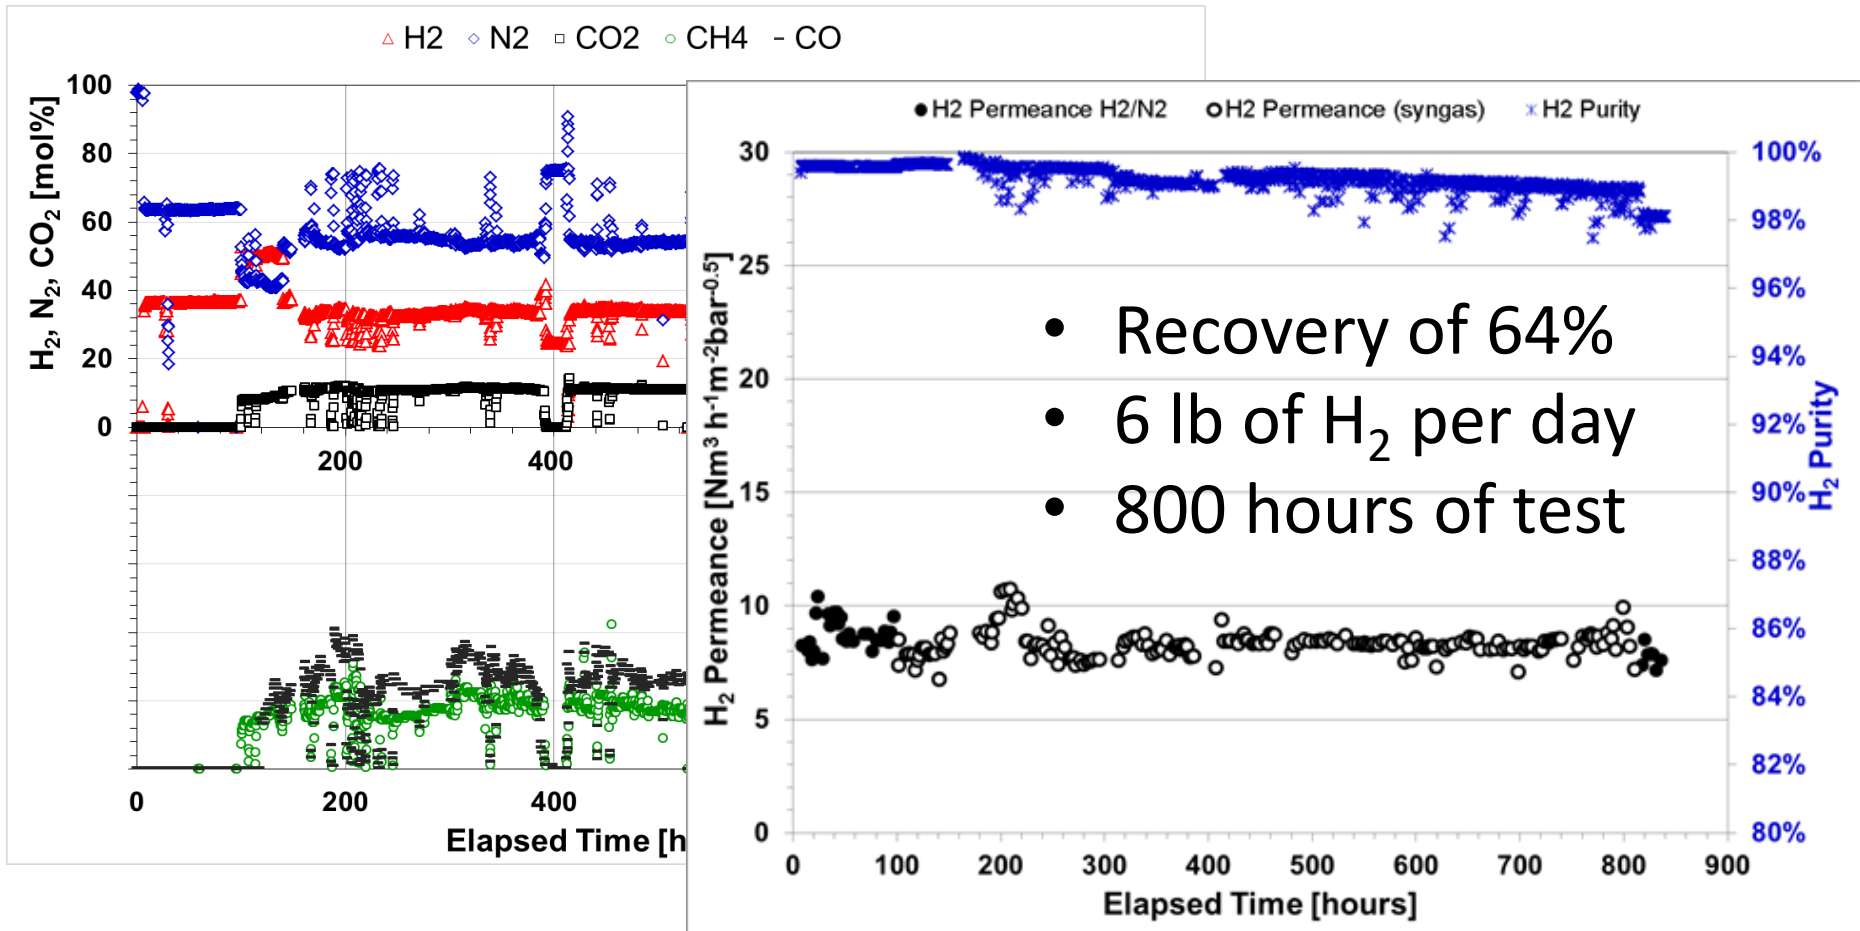 H2 N2 CO2 CH4 CO
100
80
60
40
20
0
H₂, N₂, CO₂ [mol%]
200 400
0 200 400
Elapsed Time [h
H2 Permeance H2/N2 H2 Permeance (syngas) H2 Purity
30
25
20
15
10
5
0
H₂ Permeance [Nm³ h⁻¹m⁻²bar⁻⁰·⁵]
100%
98%
96%
94%
92%
90%
88%
86%
84%
82%
80%
H₂ Purity
• Recovery of 64%
• 6 lb of H₂ per day
• 800 hours of test
0 100 200 300 400 500 600 700 800 900
Elapsed Time [hours]